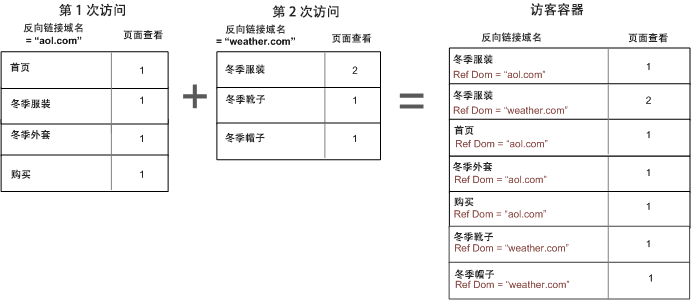 第 1 次访问
反向链接域名
= “aol.com”
页面查看
首页 1
冬季服装 1
冬季外套 1
购买 1
+
第 2 次访问
反向链接域名
= “weather.com”
页面查看
冬季服装 2
冬季靴子 1
冬季帽子 1
=
访客容器
反向链接域名 页面查看
冬季服装
Ref Dom = “aol.com” 1
冬季服装
Ref Dom = “weather.com” 2
首页
Ref Dom = “aol.com” 1
冬季外套
Ref Dom = “aol.com” 1
购买
Ref Dom = “aol.com” 1
冬季靴子
Ref Dom = “weather.com” 1
冬季帽子
Ref Dom = “weather.com” 1